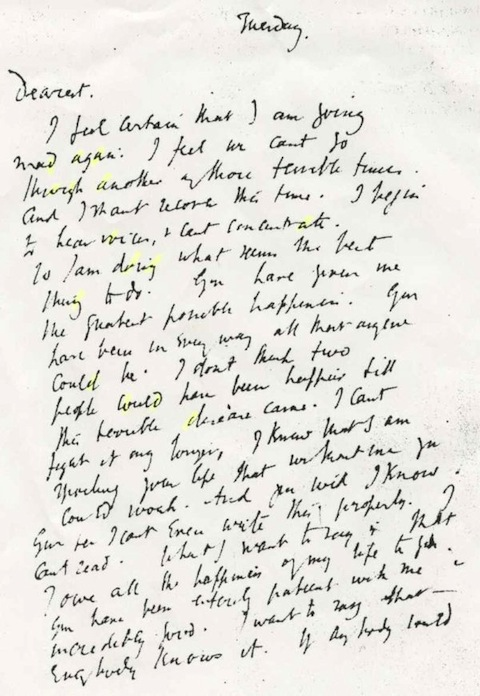 Tuesday.
Dearest.
I feel certain that I am going
mad again. I feel we cant go
through another of those terrible times.
And I shant recover this time. I begin
to hear voices, & cant concentrate.
So I am doing what seems the best
thing to do. You have given me
the greatest possible happiness. You
have been in every way all that anyone
could be. I dont think two
people could have been happier till
this terrible disease came. I cant
fight it any longer, I know that I am
spoiling your life, that without me you
could work. And you will I know.
You see I cant even write this properly. I
cant read. What I want to say is that
I owe all the happiness of my life to you.
You have been entirely patient with me &
incredibly good. I want to say that –
everybody knows it. If anybody could